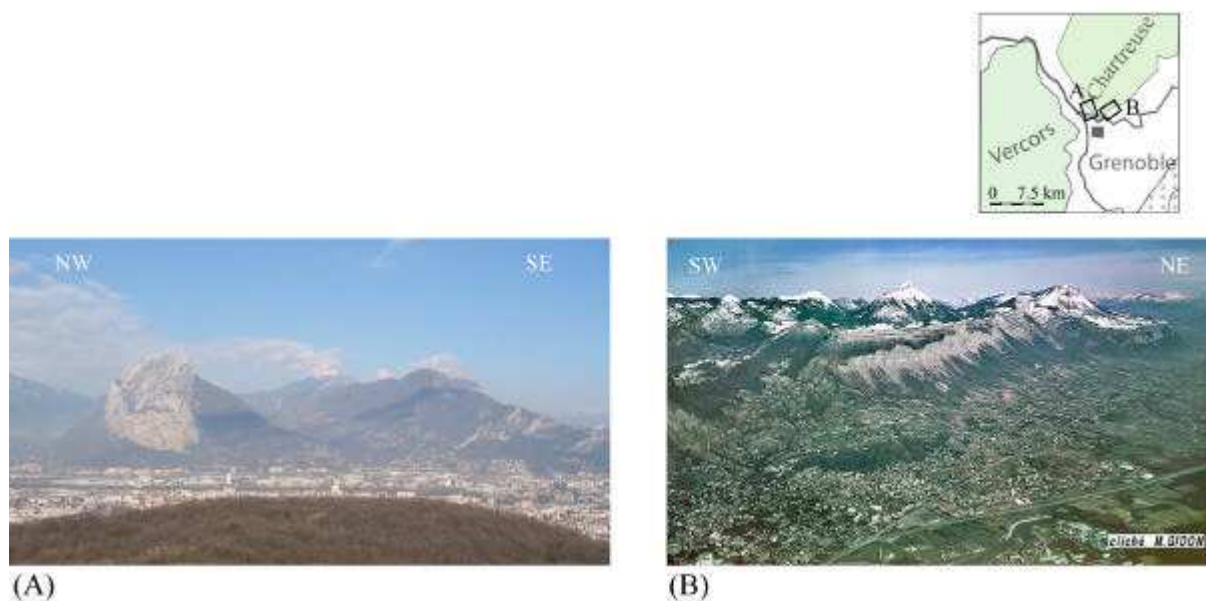 Chartreuse
A
B
Vercors
Grenoble
0 7.5 km
NW SE
SW NE
cliché M.GIDON
(A) (B)